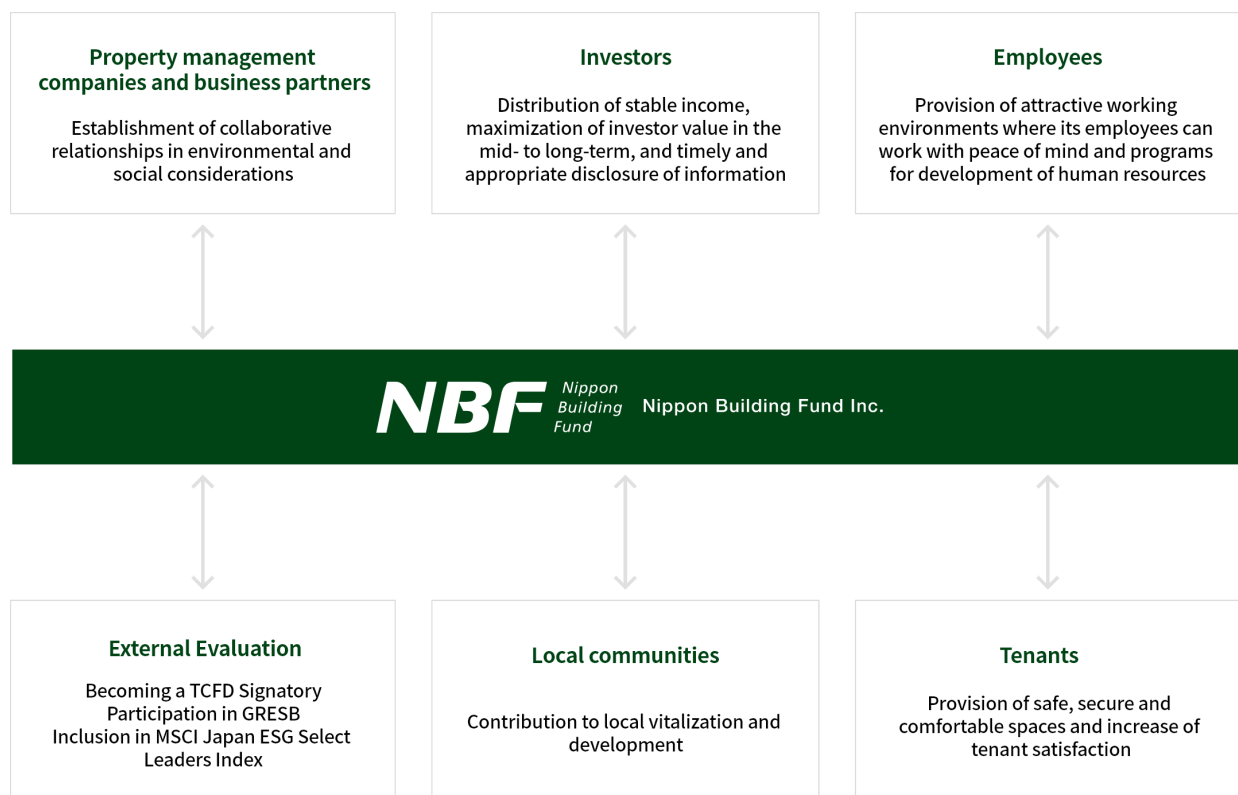 Property management
companies and business partners
Establishment of collaborative
relationships in environmental and
social considerations
Investors
Distribution of stable income,
maximization of investor value in the
mid- to long-term, and timely and
appropriate disclosure of information
Employees
Provision of attractive working
environments where its employees can
work with peace of mind and programs
for development of human resources
NBF
Nippon
Building
Fund
Nippon Building Fund Inc.
External Evaluation
Becoming a TCFD Signatory
Participation in GRESB
Inclusion in MSCI Japan ESG Select
Leaders Index
Local communities
Contribution to local vitalization and
development
Tenants
Provision of safe, secure and
comfortable spaces and increase of
tenant satisfaction